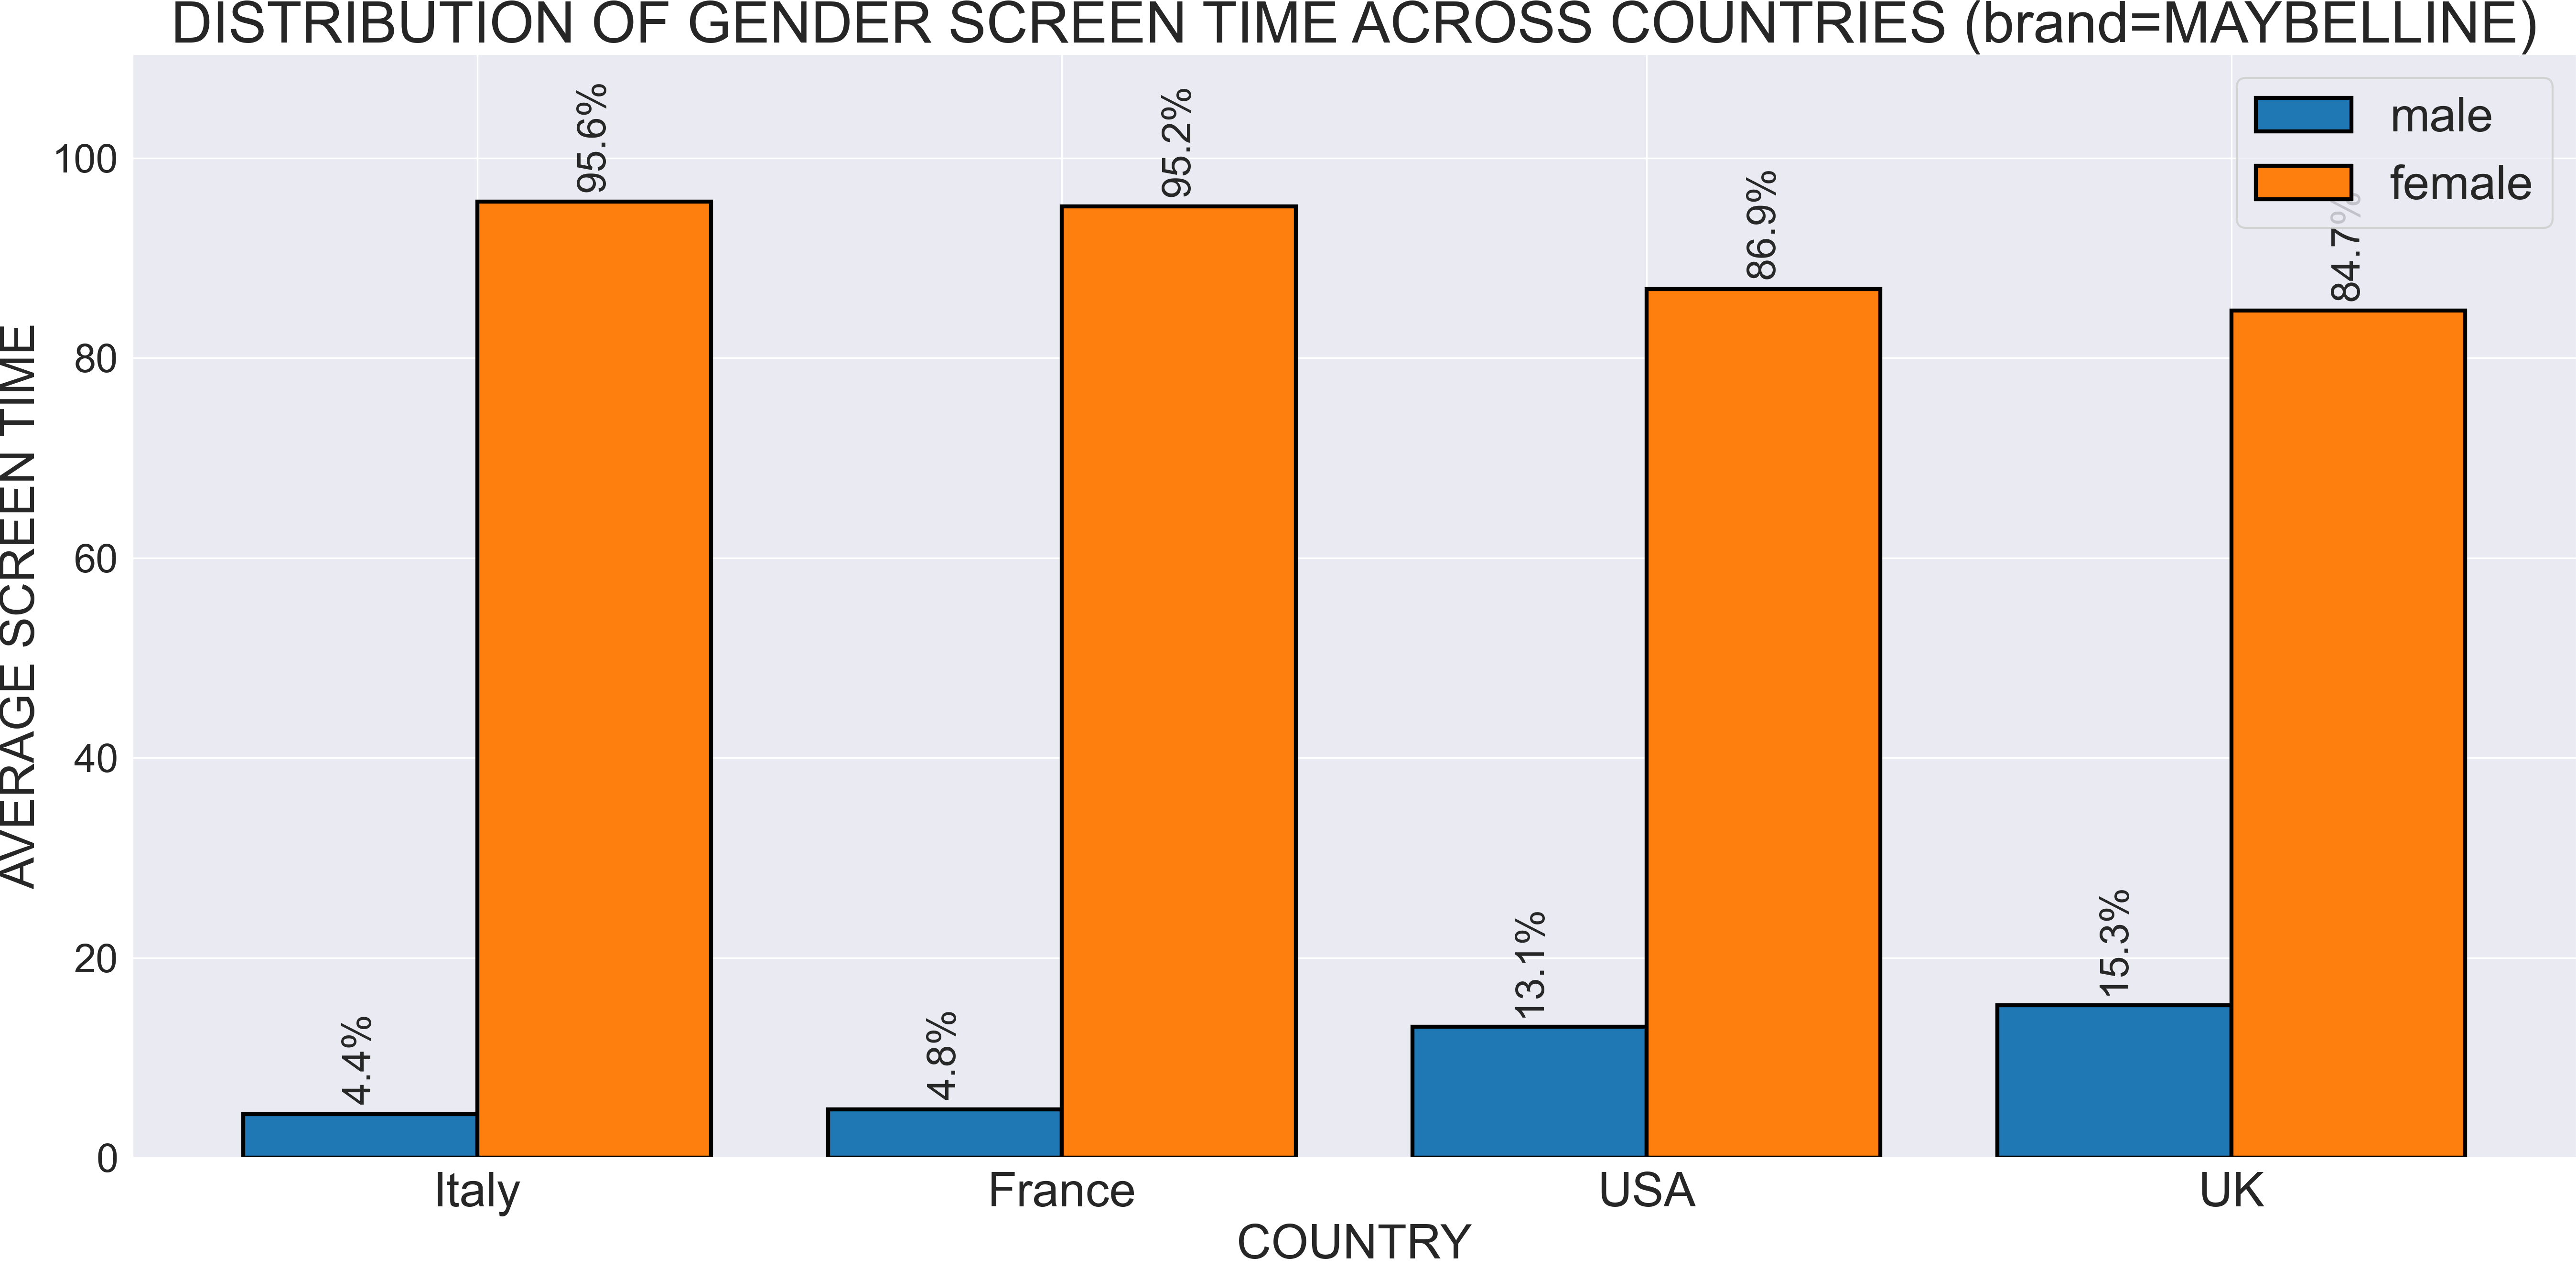 DISTRIBUTION OF GENDER SCREEN TIME ACROSS COUNTRIES (brand=MAYBELLINE)
male
female
AVERAGE SCREEN TIME
100
80
60
40
20
0
4.4%
95.6%
4.8%
95.2%
13.1%
86.9%
15.3%
84.7%
Italy
France
USA
UK
COUNTRY